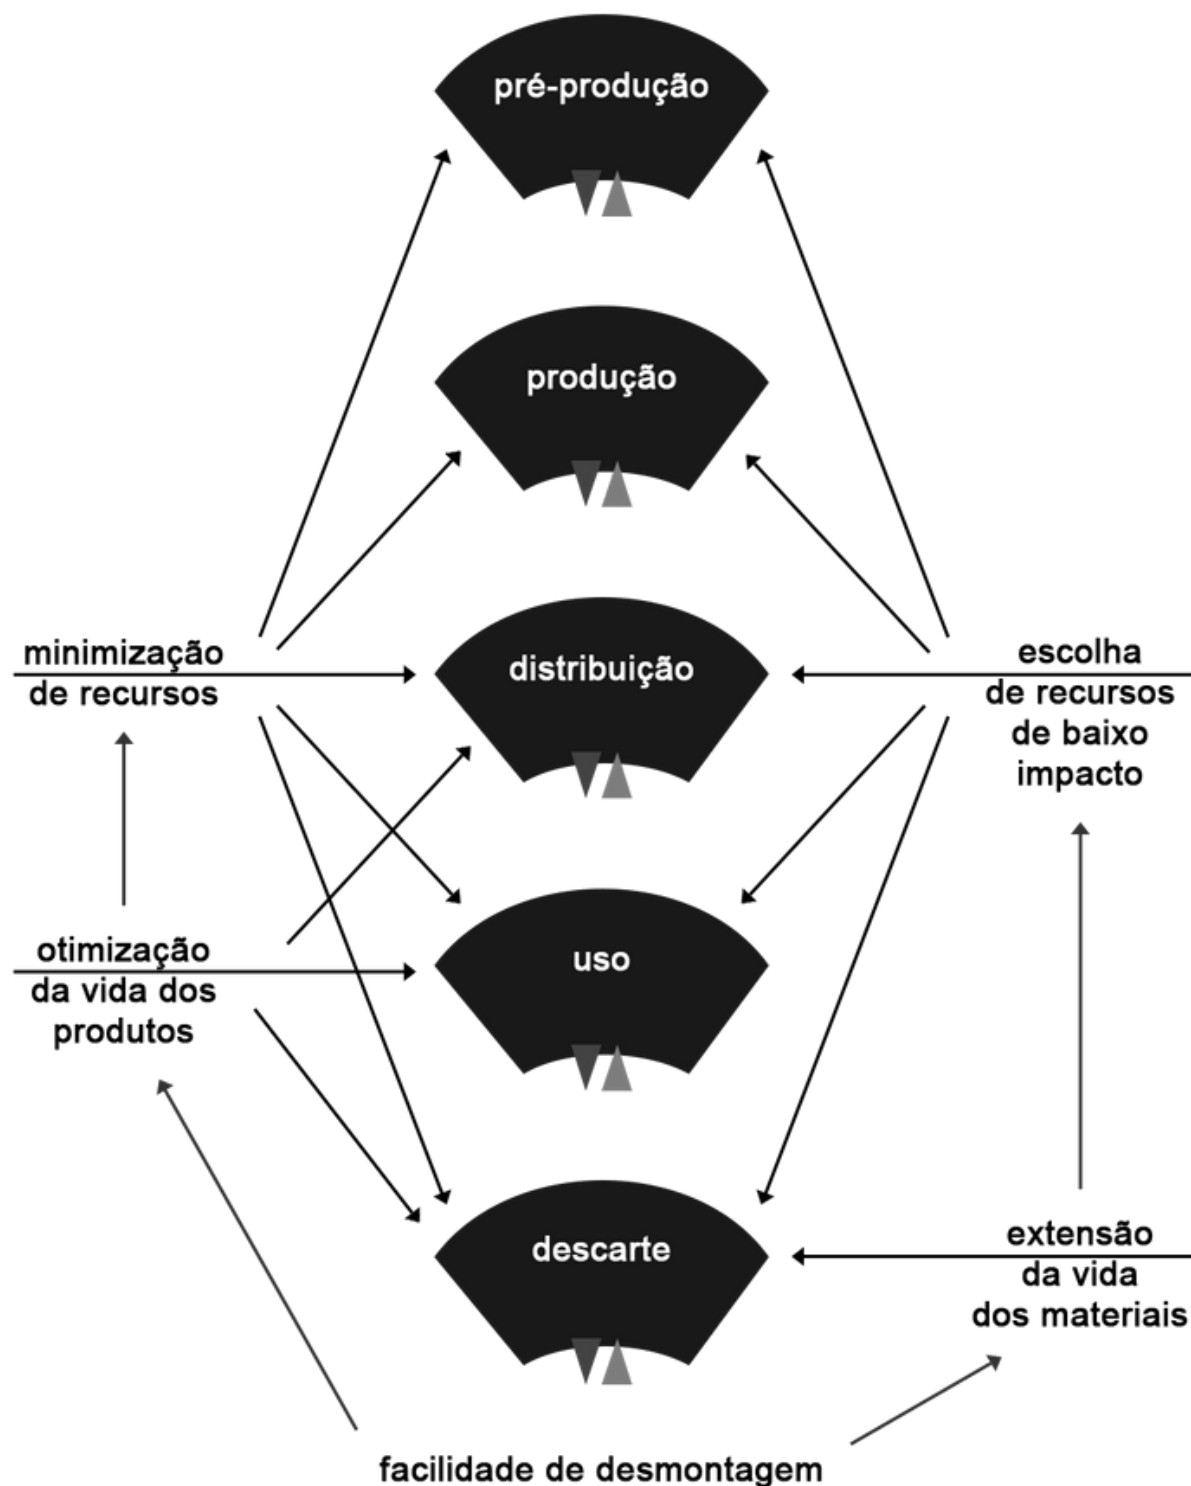 pré-produção
produção
minimização
de recursos
distribuição
escolha
de recursos
de baixo
impacto
otimização
da vida dos
produtos
uso
descarte
extensão
da vida
dos materiais
facilidade de desmontagem